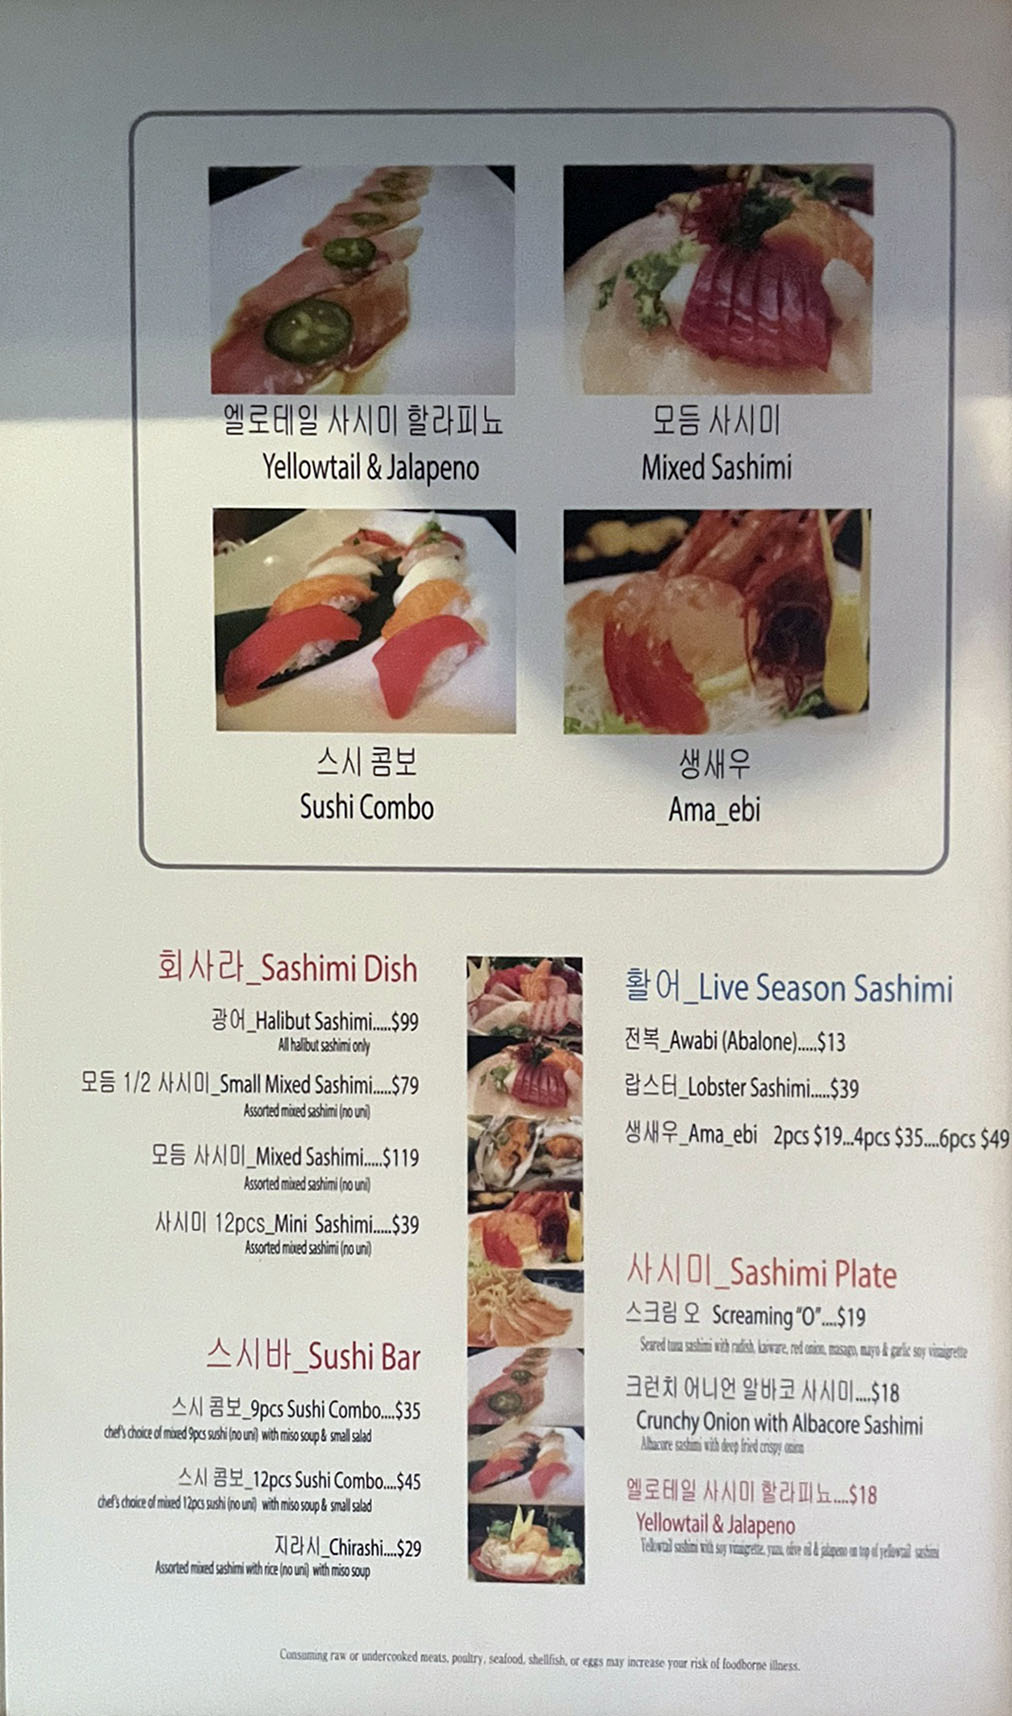 엘로테일 사시미 할라피뇨
Yellowtail & Jalapeno
모듬 사시미
Mixed Sashimi
스시 콤보
Sushi Combo
생새우
Ama_ebi
회사라_Sashimi Dish
광어_Halibut Sashimi.....$99
All halibut sashimi only
모듬 1/2 사시미_Small Mixed Sashimi.....$79
Assorted mixed sashimi (no uni)
모듬 사시미_Mixed Sashimi.....$119
Assorted mixed sashimi (no uni)
사시미 12pcs_Mini Sashimi.....$39
Assorted mixed sashimi (no uni)
스시바_Sushi Bar
스시 콤보_9pcs Sushi Combo....$35
chef's choice of mixed 9pcs sushi (no uni) with miso soup & small salad
스시 콤보_12pcs Sushi Combo....$45
chef's choice of mixed 12pcs sushi (no uni) with miso soup & small salad
지라시_Chirashi....$29
Assorted mixed sashimi with rice (no uni) with miso soup
활어_Live Season Sashimi
전복_Awabi (Abalone).....$13
랍스터_Lobster Sashimi.....$39
생새우_Ama_ebi 2pcs $19...4pcs $35....6pcs $49
사시미_Sashimi Plate
스크림 오 Screaming "O"....$19
Seared tuna sashimi with radish, kaiware, red onion, masago, mayo & garlic soy vinaigrette
크런치 어니언 알바코 사시미....$18
Crunchy Onion with Albacore Sashimi
Albacore sashimi with deep fried crispy onion
엘로테일 사시미 할라피뇨....$18
Yellowtail & Jalapeno
Yellowtail sashimi with soy vinaigrette, yuzu, olive oil & jalapeno on top of yellowtail sashimi
Consuming raw or undercooked meats, poultry, seafood, shellfish, or eggs may increase your risk of foodborne illness.